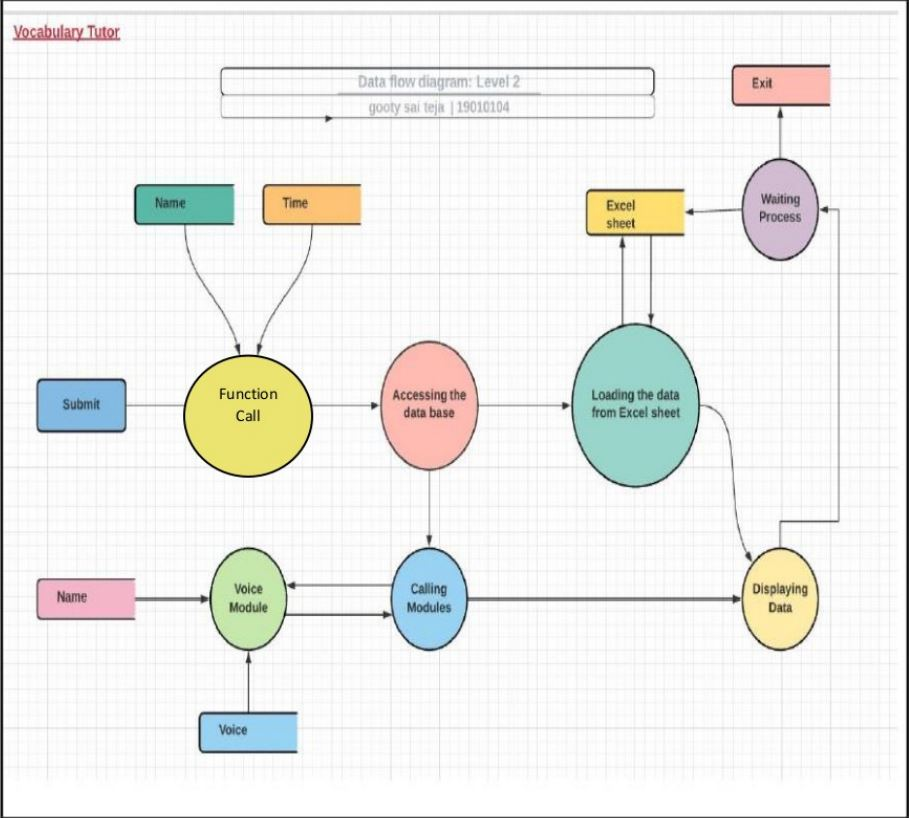 Vocabulary Tutor
Data flow diagram: Level 2
gooty sai teja | 19010104
Exit
Name
Time
Excel
sheet
Waiting
Process
Submit
Function
Call
Accessing the
data base
Loading the data
from Excel sheet
Name
Voice
Module
Calling
Modules
Displaying
Data
Voice